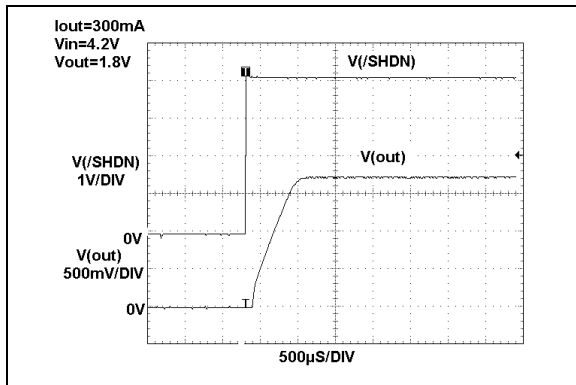 Iout=300mA
Vin=4.2V
Vout=1.8V
V(/SHDN)
V(out)
V(/SHDN)
1V/DIV
0V
V(out)
500mV/DIV
0V
500µS/DIV
T
T